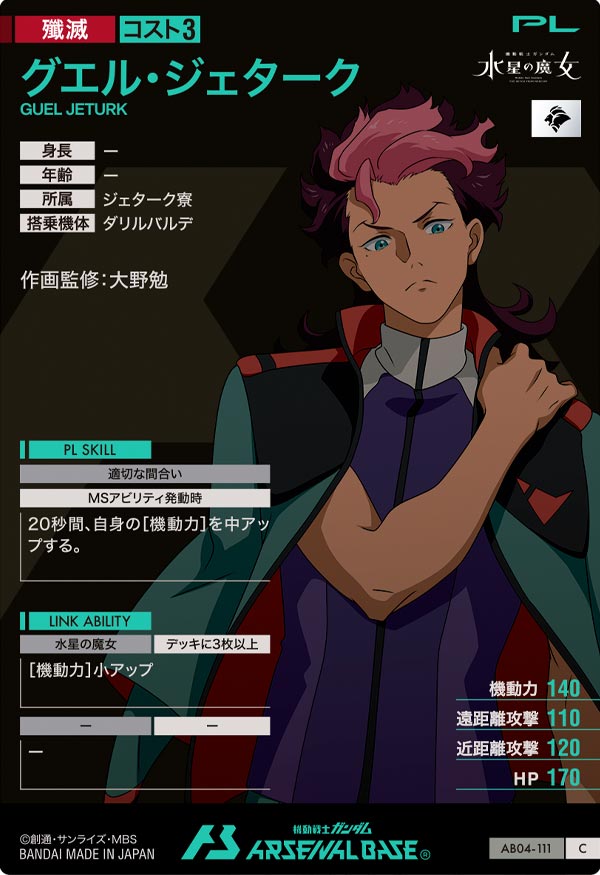 殲滅 コスト3
PL
グエル・ジェターク
GUEL JETURK
機動戦士ガンダム
水星の魔女
身長 ー
年齢 ー
所属 ジェターク寮
搭乗機体 ダリルバルデ
作画監修：大野勉
PL SKILL
適切な間合い
MSアビリティ発動時
20秒間、自身の[機動力]を中アッ
プする。
LINK ABILITY
水星の魔女 デッキに3枚以上
[機動力]小アップ
ー ー
ー
機動力 140
遠距離攻撃 110
近距離攻撃 120
HP 170
©創通・サンライズ・MBS
BANDAI MADE IN JAPAN
機動戦士ガンダム
ARSENAL BASE®
AB04-111 C